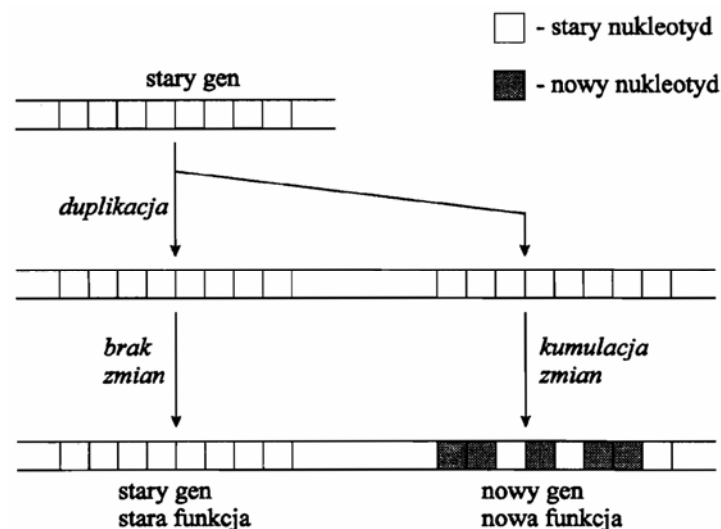 - stary nukleotyd
- nowy nukleotyd
stary gen
duplikacja
brak
zmian
kumulacja
zmian
stary gen
stara funkcja
nowy gen
nowa funkcja